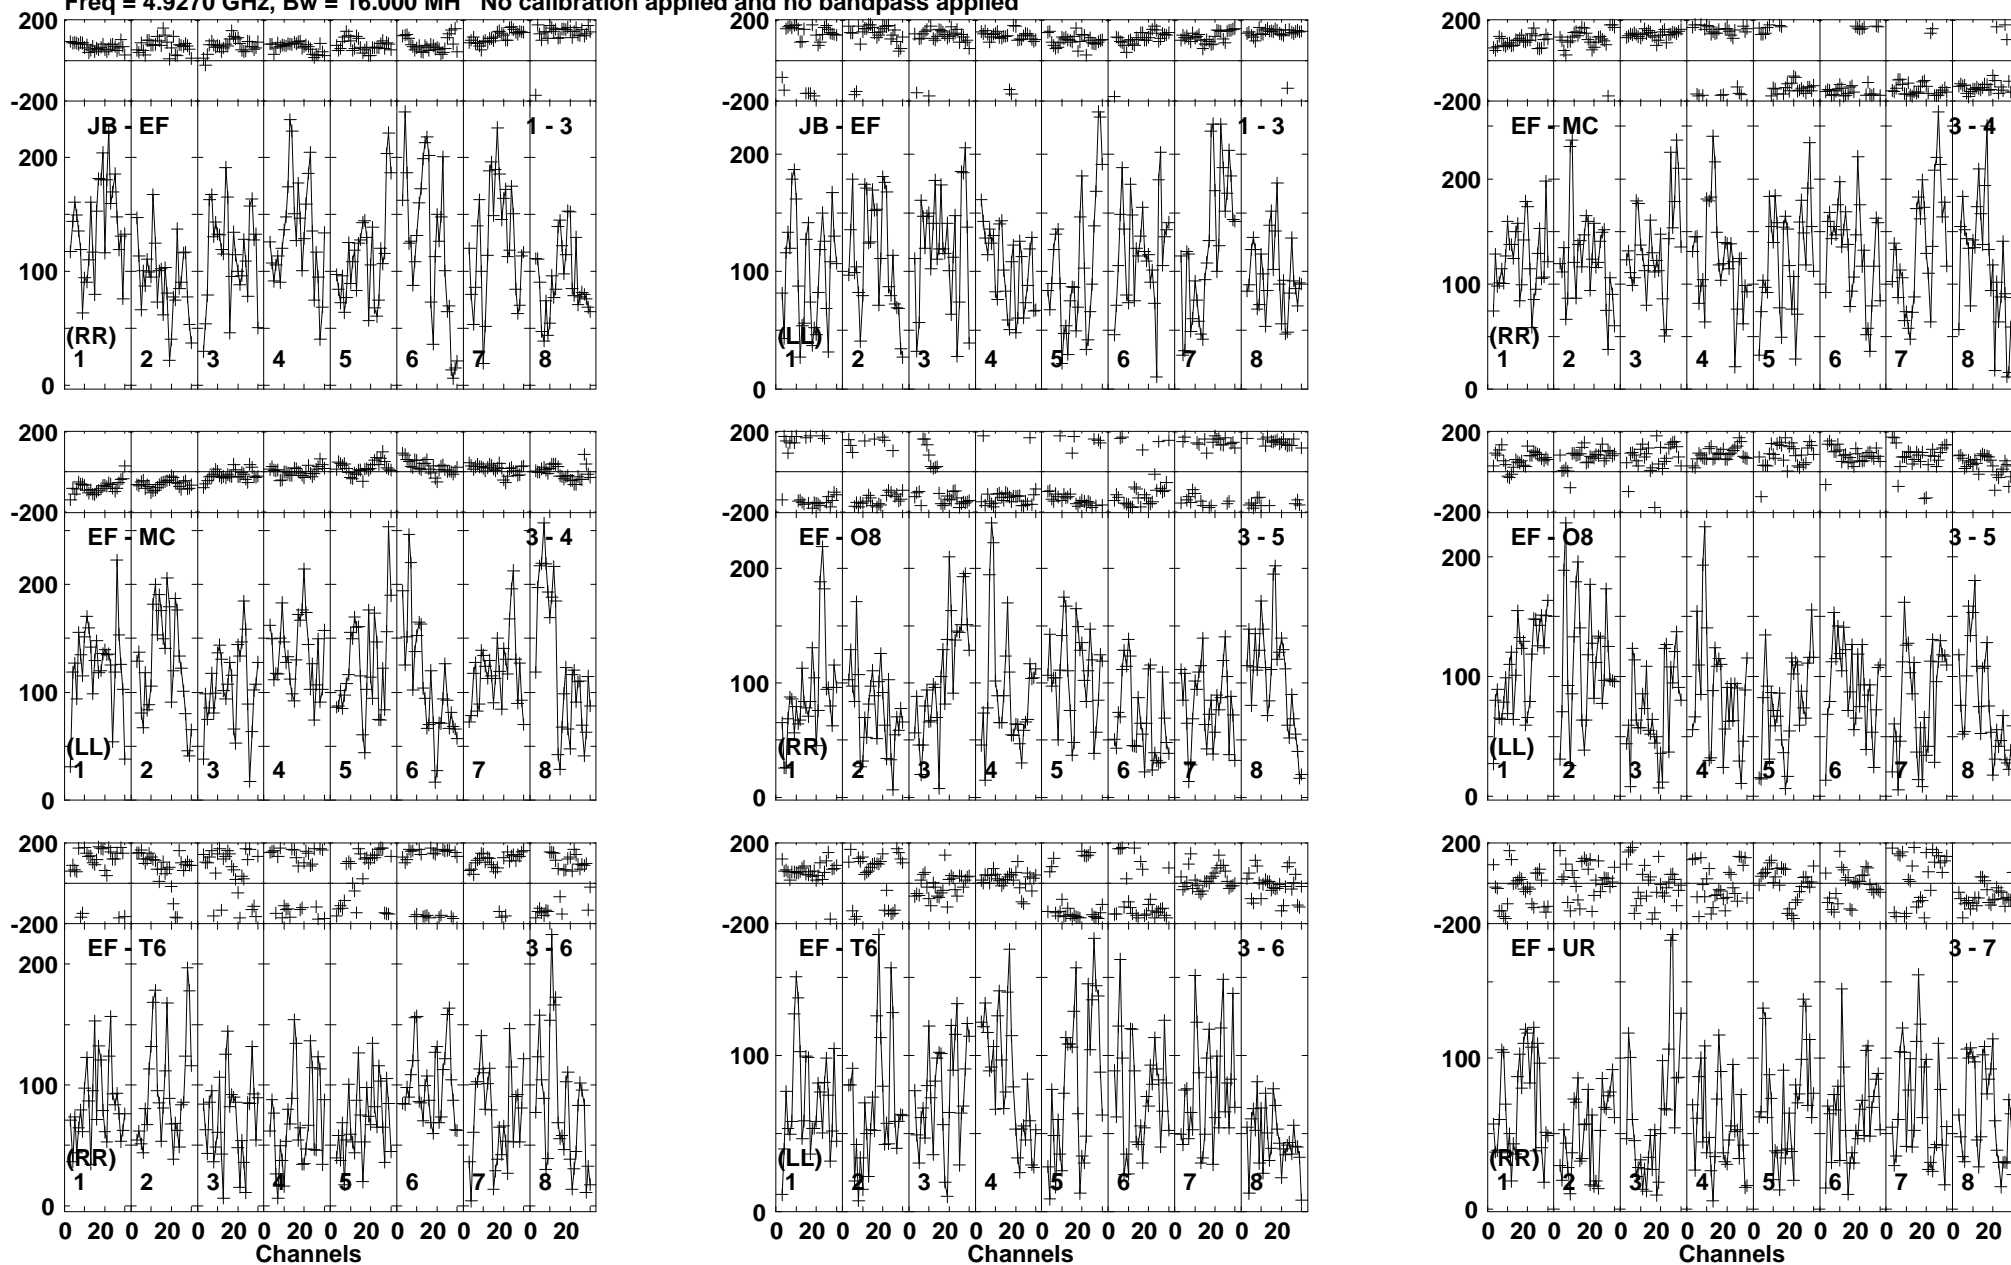 Freq = 4.9270 GHz, Bw = 16.000 MH No calibration applied and no bandpass applied
200 200 200
-200 -200 -200
JB - EF 1 - 3 JB - EF 1 - 3 EF - MC 3 - 4
200 200 200
100 100 100
(RR) (LL) (RR)
1 2 3 4 5 6 7 8 1 2 3 4 5 6 7 8 1 2 3 4 5 6 7 8
0 0 0
200 200 200
-200 -200 -200
EF - MC 3 - 4 EF - O8 3 - 5 EF - O8 3 - 5
200 200 200
100 100 100
(LL) (RR) (LL)
1 2 3 4 5 6 7 8 1 2 3 4 5 6 7 8 1 2 3 4 5 6 7 8
0 0 0
200 200 200
-200 -200 -200
EF - T6 3 - 6 EF - T6 3 - 6 EF - UR 3 - 7
200
100 100 100
(RR) (LL) (RR)
1 2 3 4 5 6 7 8 1 2 3 4 5 6 7 8 1 2 3 4 5 6 7 8
0 0 0
0 20 0 20 0 20 0 20 0 20 0 20 0 20 0 20 0 20 0 20 0 20 0 20 0 20 0 20 0 20 0 20 0 20 0 20 0 20 0 20 0 20 0 20 0 20 0 20
Channels Channels Channels